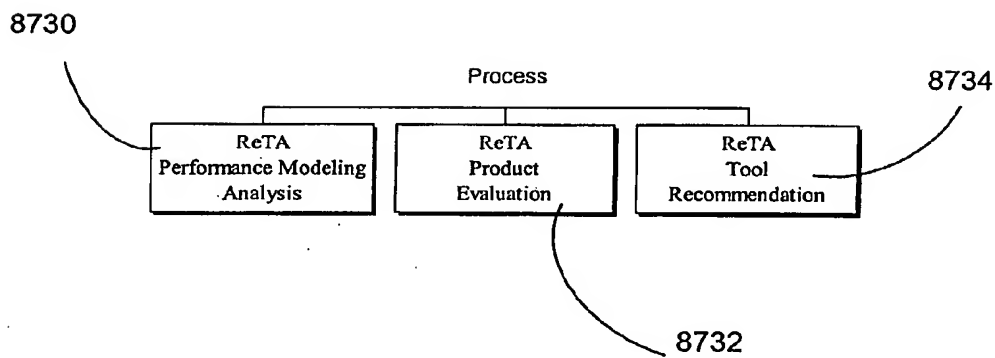 8730
Process
8734
ReTA
Performance Modeling
Analysis
ReTA
Product
Evaluation
ReTA
Tool
Recommendation
8732